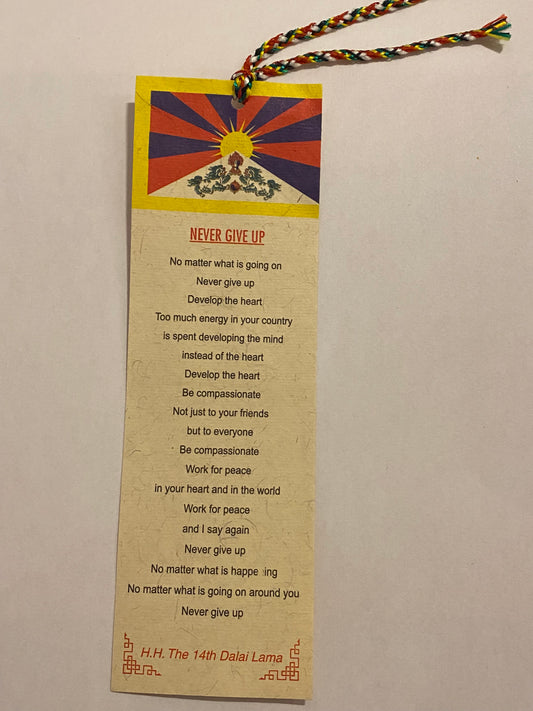 NEVER GIVE UP
No matter what is going on
Never give up
Develop the heart
Too much energy in your country
is spent developing the mind
instead of the heart
Develop the heart
Be compassionate
Not just to your friends
but to everyone
Be compassionate
Work for peace
in your heart and in the world
Work for peace
and I say again
Never give up
No matter what is happening
No matter what is going on around you
Never give up
H.H. The 14th Dalai Lama